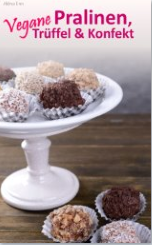 Vegane Pralinen,
Trüffel & Konfekt